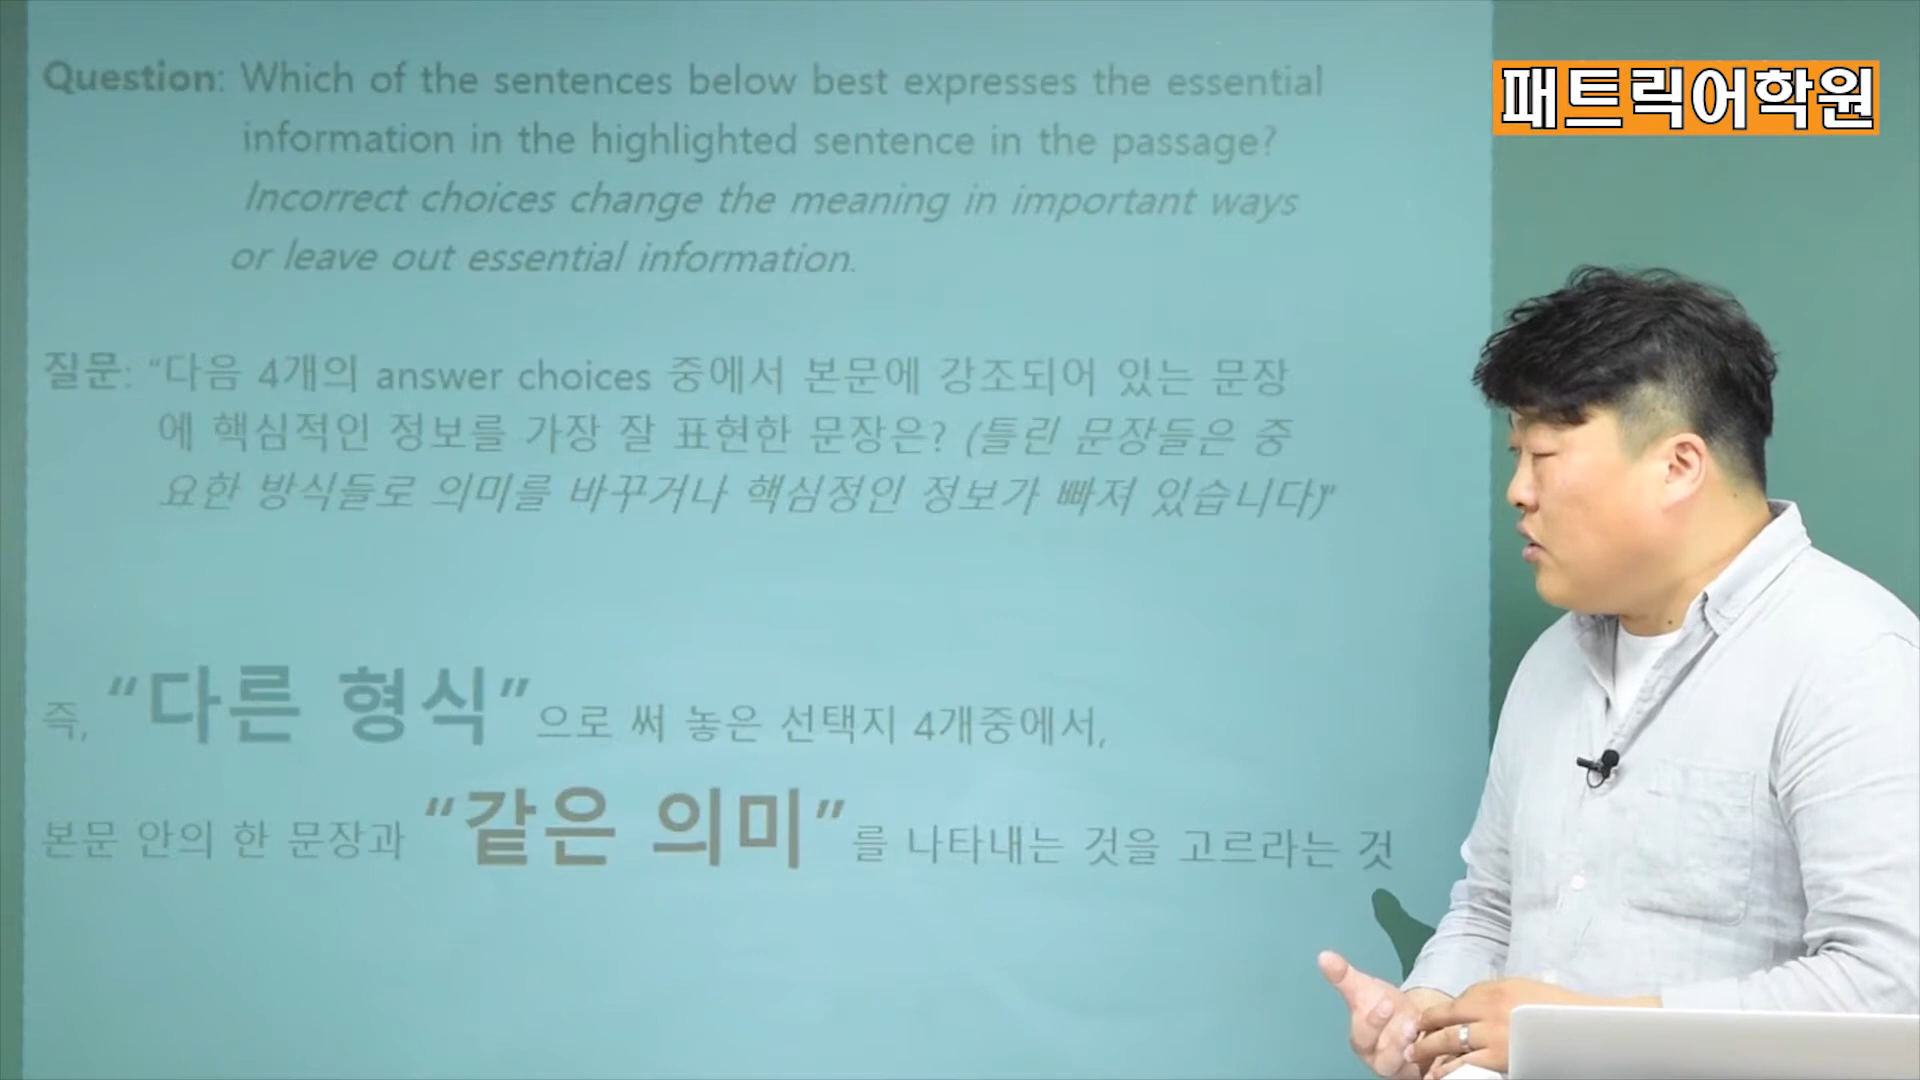 Question: Which of the sentences below best expresses the essential
information in the highlighted sentence in the passage?
Incorrect choices change the meaning in important ways
or leave out essential information.
패트릭어학원
질문: “다음 4개의 answer choices 중에서 본문에 강조되어 있는 문장
에 핵심적인 정보를 가장 잘 표현한 문장은? (틀린 문장들은 중
요한 방식들로 의미를 바꾸거나 핵심정인 정보가 빠져 있습니다)”
즉, “다른 형식”으로 써 놓은 선택지 4개중에서,
본문 안의 한 문장과 “같은 의미”를 나타내는 것을 고르라는 것